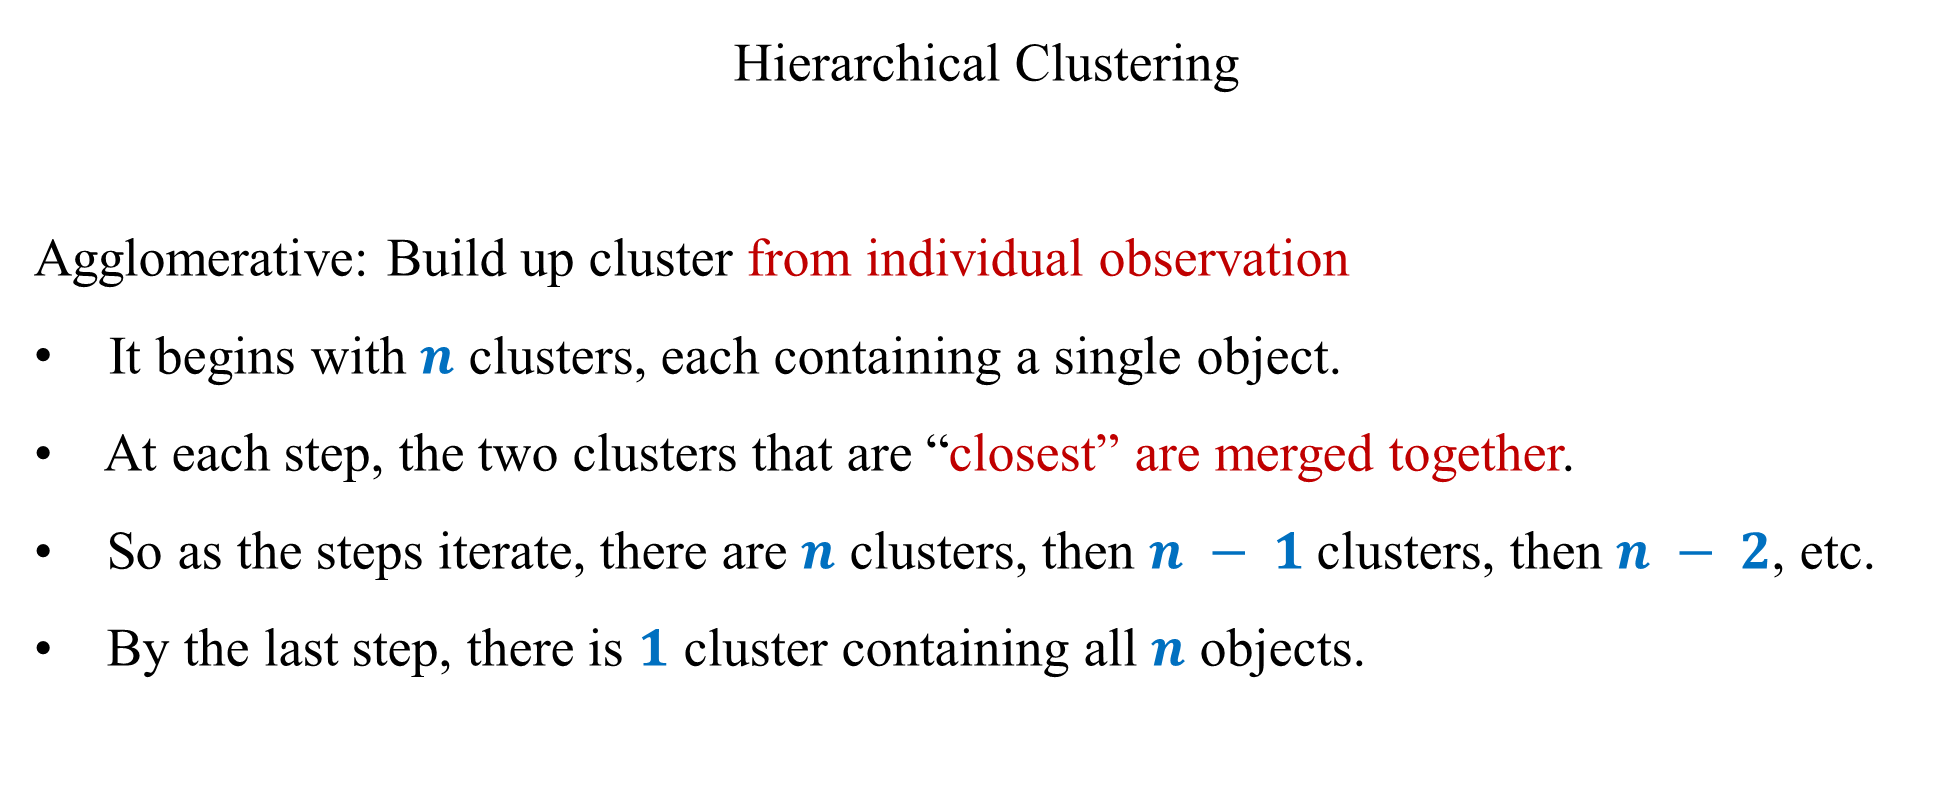 Hierarchical Clustering
Agglomerative: Build up cluster from individual observation
• It begins with n clusters, each containing a single object.
• At each step, the two clusters that are “closest” are merged together.
• So as the steps iterate, there are n clusters, then n − 1 clusters, then n − 2, etc.
• By the last step, there is 1 cluster containing all n objects.